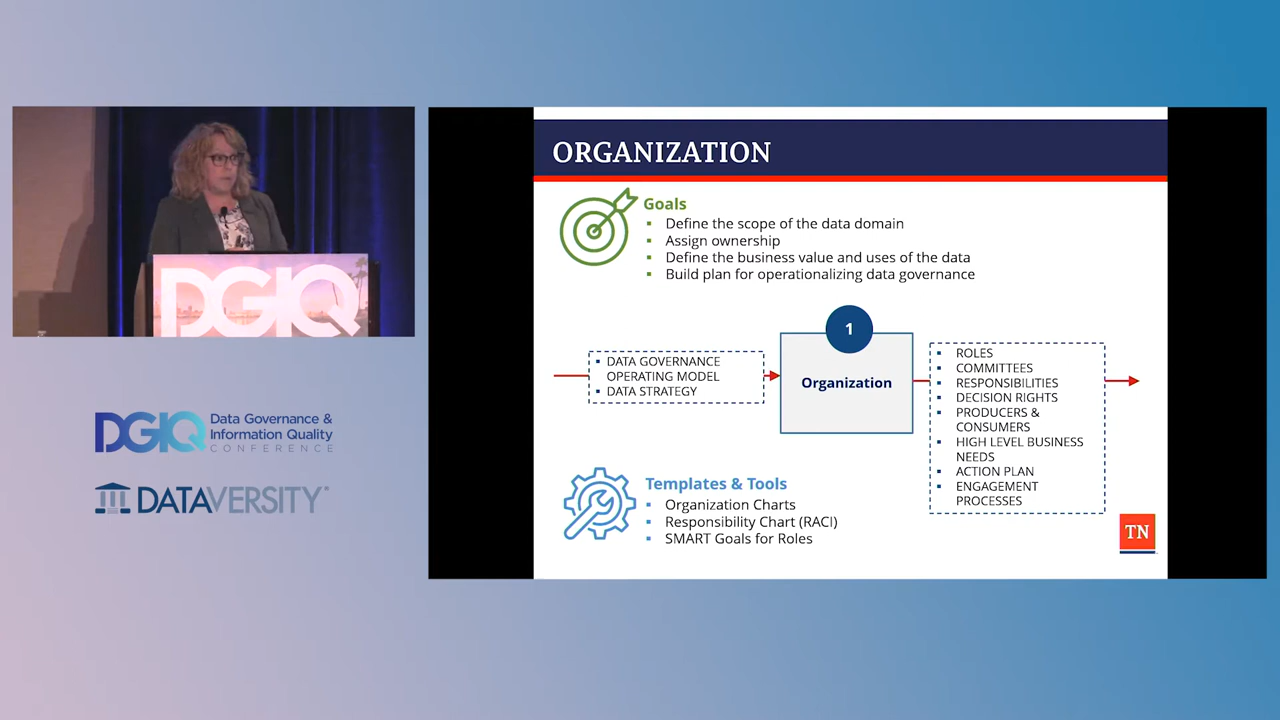 DGIQ
DGIQ
Data Governance &
Information Quality
CONFERENCE
DATAVERSITY
ORGANIZATION
Goals
Define the scope of the data domain
Assign ownership
Define the business value and uses of the data
Build plan for operationalizing data governance
DATA GOVERNANCE
OPERATING MODEL
DATA STRATEGY
1
Organization
ROLES
COMMITTEES
RESPONSIBILITIES
DECISION RIGHTS
PRODUCERS &
CONSUMERS
HIGH LEVEL BUSINESS
NEEDS
ACTION PLAN
ENGAGEMENT
PROCESSES
Templates & Tools
Organization Charts
Responsibility Chart (RACI)
SMART Goals for Roles
TN